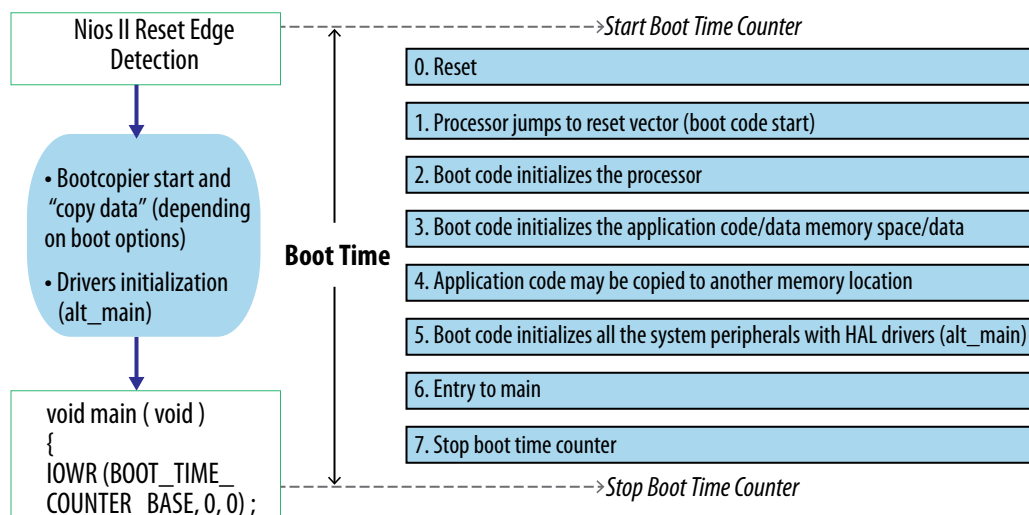 Nios II Reset Edge
Detection
Start Boot Time Counter
• Bootcopier start and
“copy data” (depending
on boot options)
• Drivers initialization
(alt_main)
Boot Time
0. Reset
1. Processor jumps to reset vector (boot code start)
2. Boot code initializes the processor
3. Boot code initializes the application code/data memory space/data
4. Application code may be copied to another memory location
5. Boot code initializes all the system peripherals with HAL drivers (alt_main)
6. Entry to main
7. Stop boot time counter
void main ( void )
{
IOWR (BOOT_TIME_
COUNTER_BASE, 0, 0) ;
Stop Boot Time Counter